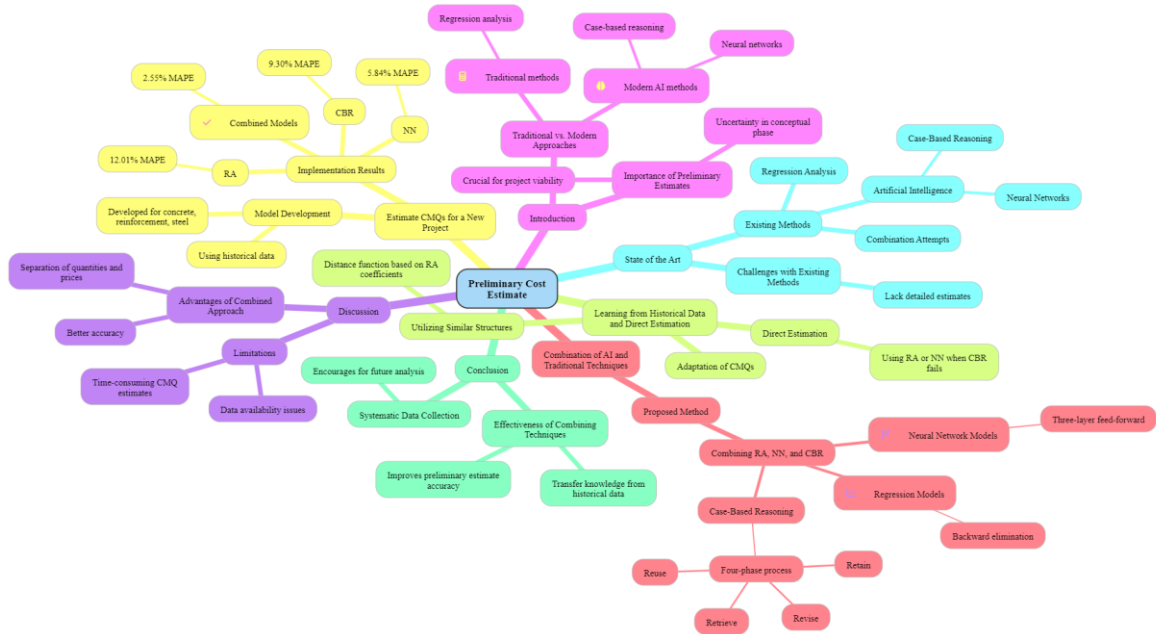 Preliminary Cost
Estimate
Introduction
Crucial for project viability
Importance of Preliminary
Estimates
Uncertainty in conceptual
phase
Traditional vs. Modern
Approaches
Traditional methods
Regression analysis
Modern AI methods
Case-based reasoning
Neural networks
State of the Art
Existing Methods
Regression Analysis
Artificial Intelligence
Case-Based Reasoning
Neural Networks
Combination Attempts
Challenges with Existing
Methods
Lack detailed estimates
Learning from Historical Data
and Direct Estimation
Direct Estimation
Using RA or NN when CBR
fails
Adaptation of CMQs
Utilizing Similar Structures
Distance function based on RA
coefficients
Combination of AI and
Traditional Techniques
Proposed Method
Combining RA, NN, and CBR
Neural Network Models
Three-layer feed-forward
Regression Models
Backward elimination
Case-Based Reasoning
Four-phase process
Reuse
Retrieve
Revise
Retain
Conclusion
Effectiveness of Combining
Techniques
Improves preliminary estimate
accuracy
Transfer knowledge from
historical data
Systematic Data Collection
Encourages for future analysis
Discussion
Advantages of Combined
Approach
Separation of quantities and
prices
Better accuracy
Limitations
Time-consuming CMQ
estimates
Data availability issues
Estimate CMQs for a New
Project
Model Development
Developed for concrete,
reinforcement, steel
Using historical data
Implementation Results
RA
12.01% MAPE
Combined Models
2.55% MAPE
CBR
9.30% MAPE
NN
5.84% MAPE